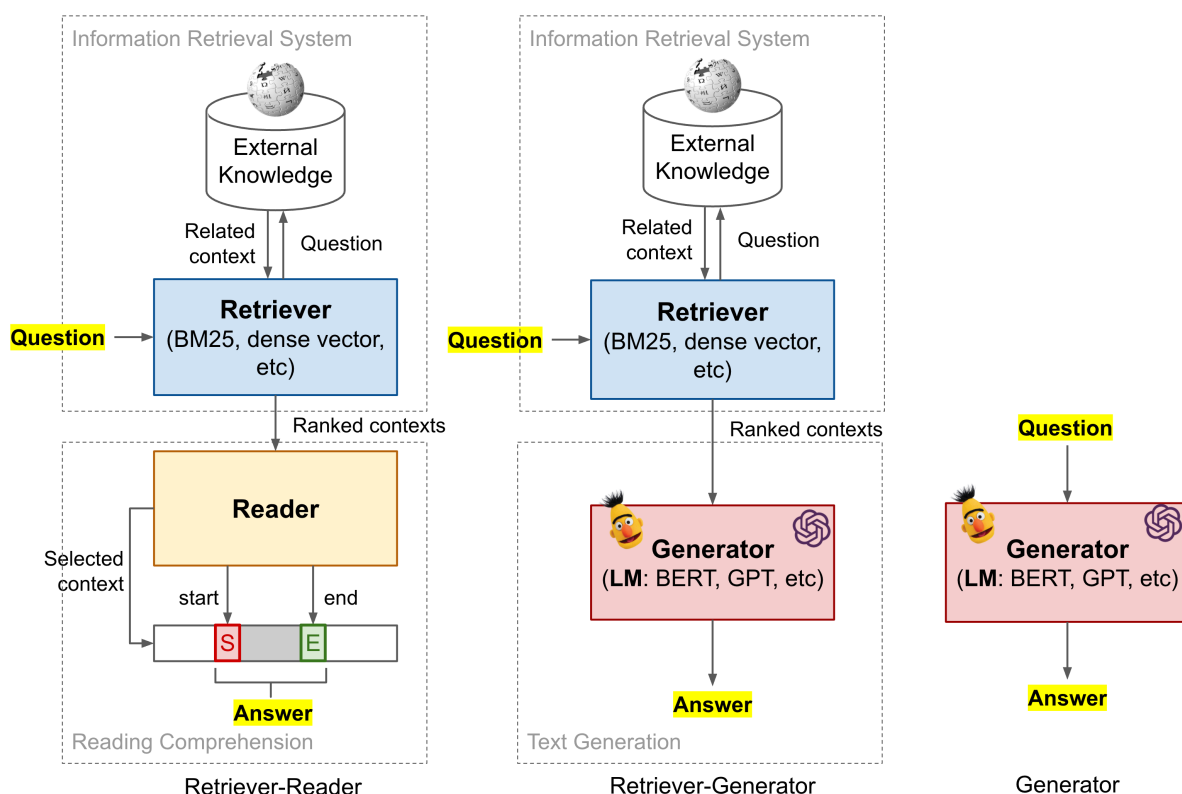 Information Retrieval System
External
Knowledge
Related
context
Question
Question
Retriever
(BM25, dense vector,
etc)
Ranked contexts
Reader
Selected
context
start
end
S
E
Answer
Reading Comprehension
Retriever-Reader
Information Retrieval System
External
Knowledge
Related
context
Question
Question
Retriever
(BM25, dense vector,
etc)
Ranked contexts
Generator
(LM: BERT, GPT, etc)
Answer
Text Generation
Retriever-Generator
Question
Generator
(LM: BERT, GPT, etc)
Answer
Generator